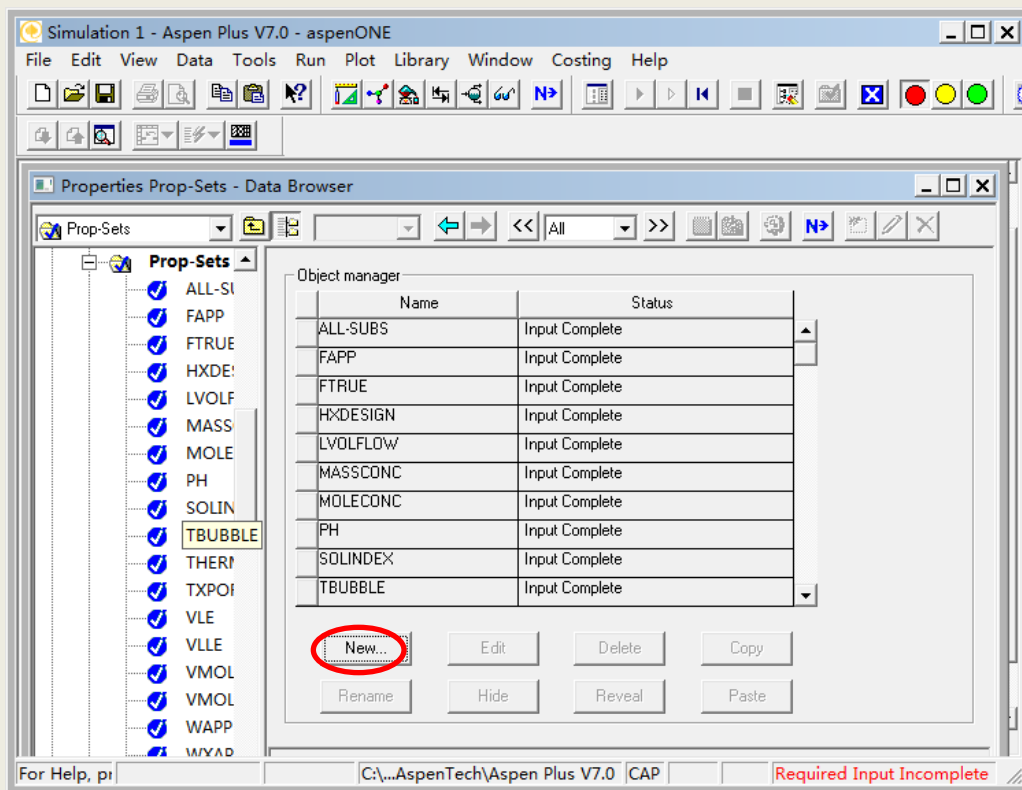 Simulation 1 - Aspen Plus V7.0 - aspenONE
File Edit View Data Tools Run Plot Library Window Costing Help
N
Properties Prop-Sets - Data Browser
Prop-Sets << All >> N
Prop-Sets
ALL-SU
FAPP
FTRUE
HXDES
LVOLF
MASS
MOLE
PH
SOLIN
TBUBBLE
THERM
TXPOR
VLE
VLLE
VMOL
VMOL
WAPP
WXAP
Object manager
Name Status
ALL-SUBS Input Complete
FAPP Input Complete
FTRUE Input Complete
HXDESIGN Input Complete
LVOLFLOW Input Complete
MASSCONC Input Complete
MOLECONC Input Complete
PH Input Complete
SOLINDEX Input Complete
TBUBBLE Input Complete
New... Edit Delete Copy
Rename Hide Reveal Paste
For Help, pr C:\...AspenTech\Aspen Plus V7.0 CAP Required Input Incomplete